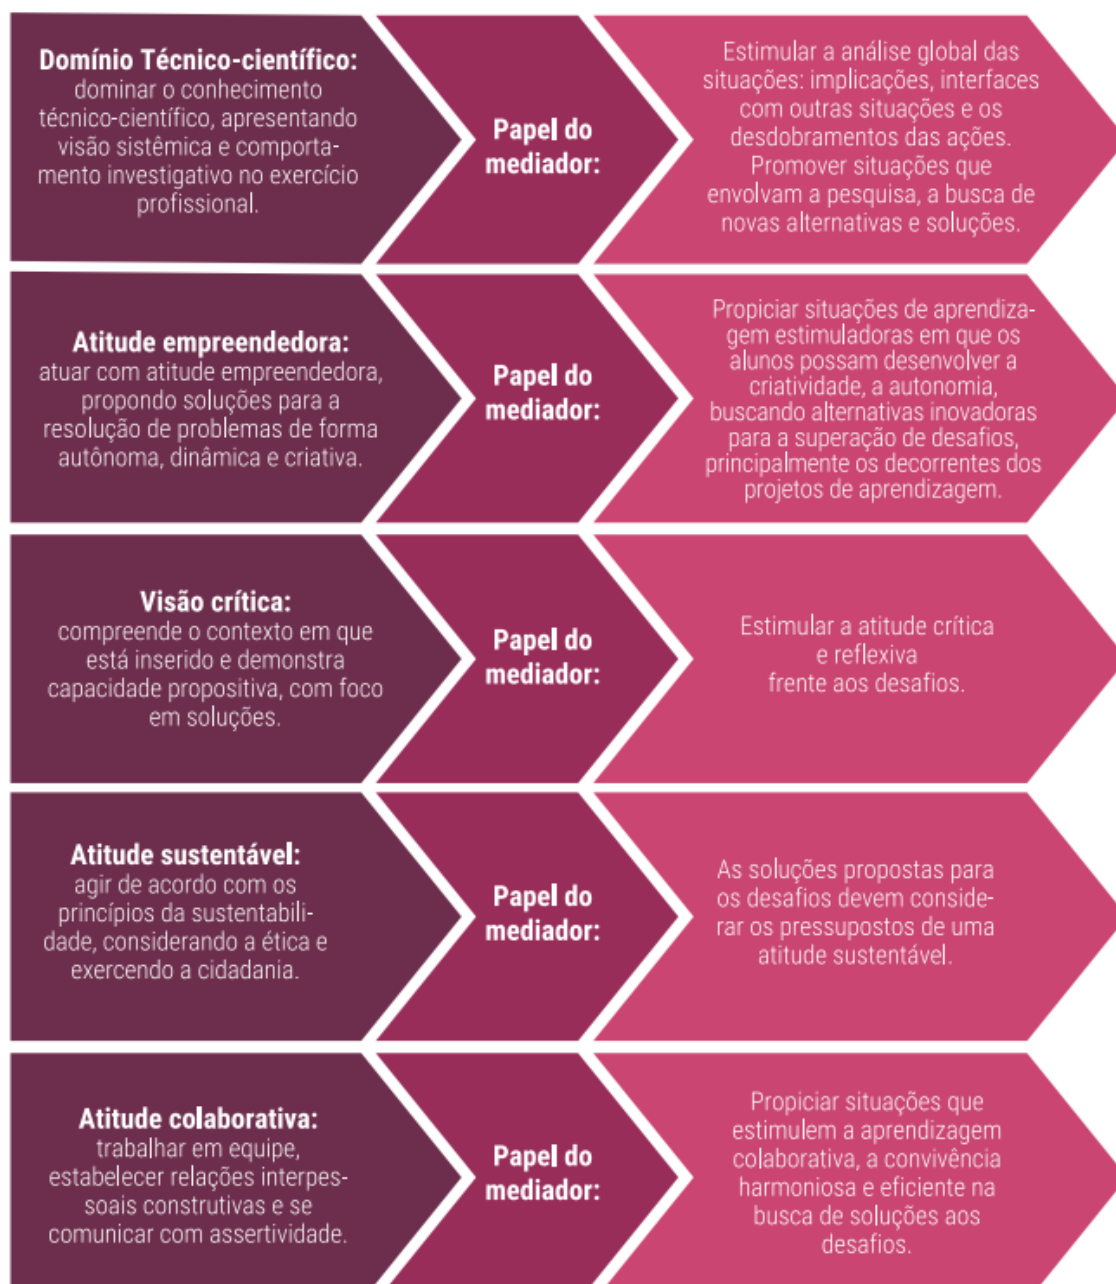 Domínio Técnico-científico:
dominar o conhecimento
técnico-científico, apresentando
visão sistêmica e comporta-
mento investigativo no exercício
profissional.
Papel do
mediador:
Estimular a análise global das
situações: implicações, interfaces
com outras situações e os
desdobramentos das ações.
Promover situações que
envolvam a pesquisa, a busca de
novas alternativas e soluções.
Atitude empreendedora:
atuar com atitude empreendedora,
propondo soluções para a
resolução de problemas de forma
autônoma, dinâmica e criativa.
Papel do
mediador:
Propiciar situações de aprendiza-
gem estimuladoras em que os
alunos possam desenvolver a
criatividade, a autonomia,
buscando alternativas inovadoras
para a superação de desafios,
principalmente os decorrentes dos
projetos de aprendizagem.
Visão crítica:
compreende o contexto em que
está inserido e demonstra
capacidade propositiva, com foco
em soluções.
Papel do
mediador:
Estimular a atitude crítica
e reflexiva
frente aos desafios.
Atitude sustentável:
agir de acordo com os
princípios da sustentabili-
dade, considerando a ética e
exercendo a cidadania.
Papel do
mediador:
As soluções propostas para
os desafios devem conside-
rar os pressupostos de uma
atitude sustentável.
Atitude colaborativa:
trabalhar em equipe,
estabelecer relações interpes-
soais construtivas e se
comunicar com assertividade.
Papel do
mediador:
Propiciar situações que
estimulem a aprendizagem
colaborativa, a convivência
harmoniosa e eficiente na
busca de soluções aos
desafios.